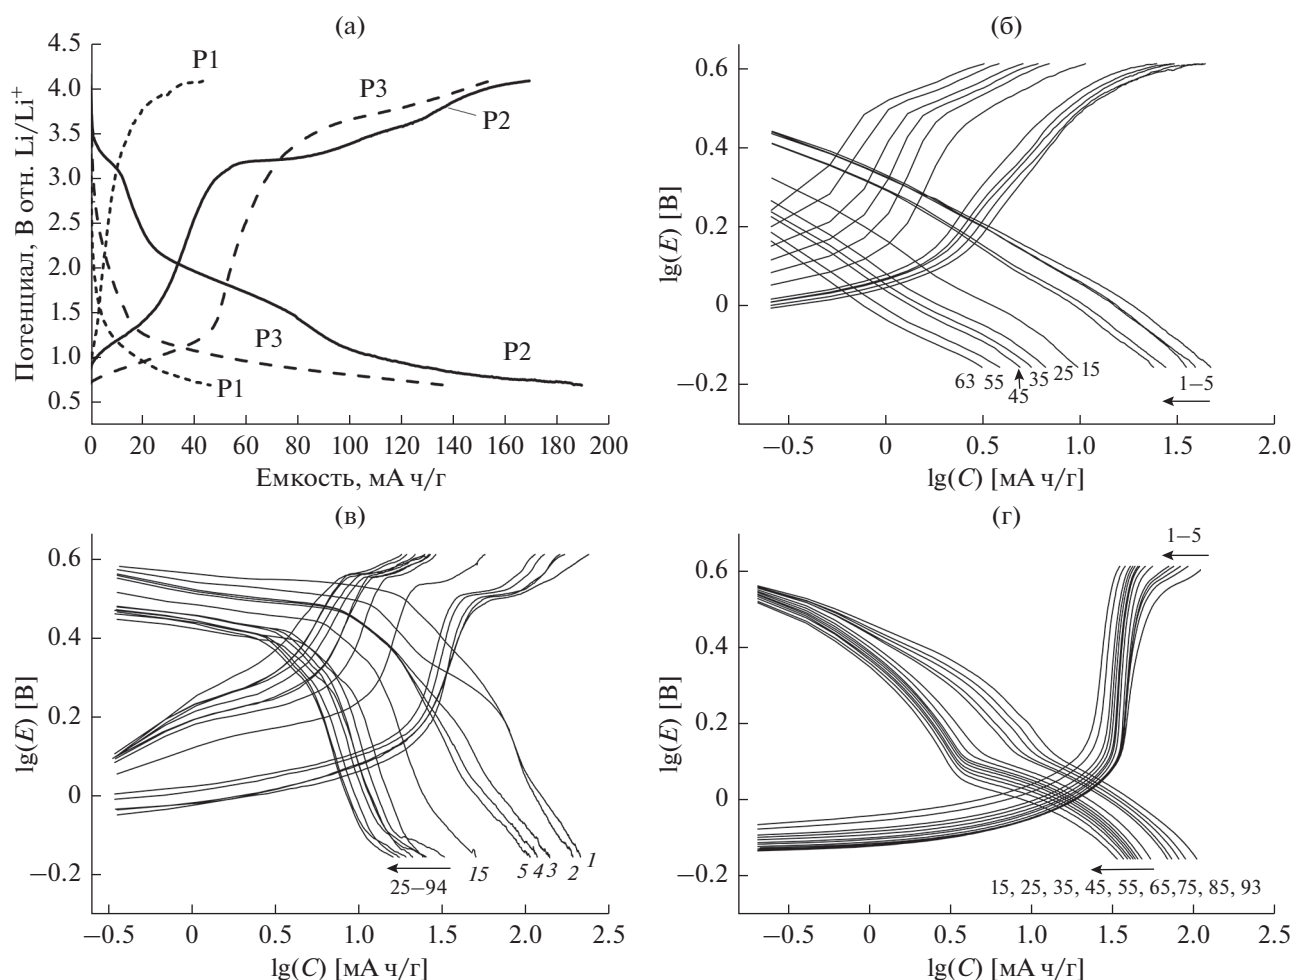 (а)
4.5
4.0
3.5
3.0
2.5
2.0
1.5
1.0
0.5
Потенциал, В отн. Li/Li+
P1
P3
P2
P3
P2
P1
0 20 40 60 80 100 120 140 160 180 200
Емкость, мА ч/г
(б)
0.6
0.4
0.2
0
−0.2
lg(E) [В]
63 55 45 35 25 15
1−5
−0.5 0 0.5 1.0 1.5 2.0
lg(C) [мА ч/г]
(в)
0.6
0.4
0.2
0
−0.2
lg(E) [В]
25−94
15 5 4 3 2 1
−0.5 0 0.5 1.0 1.5 2.0 2.5
lg(C) [мА ч/г]
(г)
1−5
0.6
0.4
0.2
0
−0.2
lg(E) [В]
15, 25, 35, 45, 55, 65,75, 85, 93
−0.5 0 0.5 1.0 1.5 2.0 2.5
lg(C) [мА ч/г]